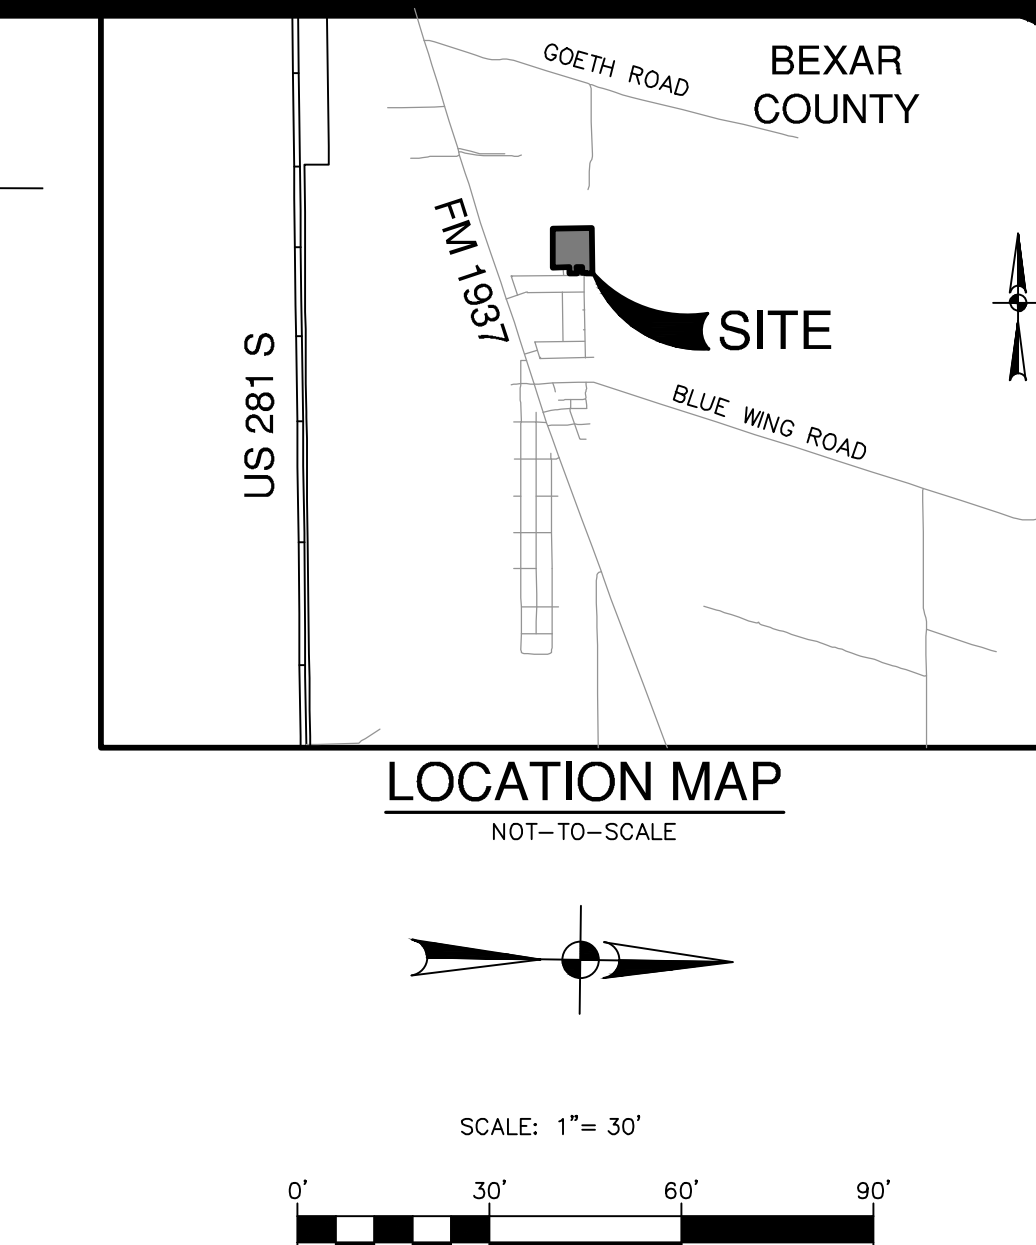 GOETH ROAD
BEXAR
COUNTY
FM 1937
SITE
US 281 S
BLUE WING ROAD
LOCATION MAP
NOT-TO-SCALE
SCALE: 1"= 30'
0' 30' 60' 90'